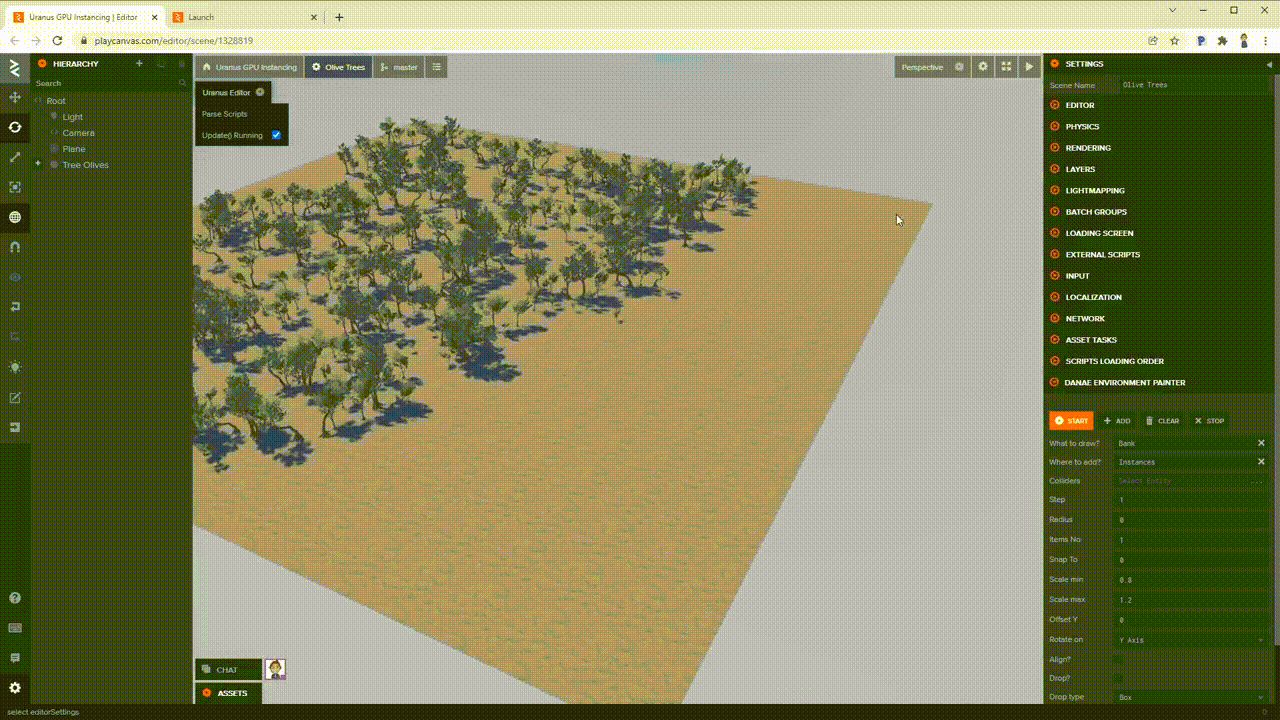 Uranus GPU Instancing | Editor
Launch
playcanvas.com/editor/scene/1328819
HIERARCHY
Search
Root
Light
Camera
Plane
Tree Olives
Uranus GPU Instancing
Olive Trees
master
Perspective
Uranus Editor
Parse Scripts
Update() Running
CHAT
ASSETS
SETTINGS
Scene Name Olive Trees
EDITOR
PHYSICS
RENDERING
LAYERS
LIGHTMAPPING
BATCH GROUPS
LOADING SCREEN
EXTERNAL SCRIPTS
INPUT
LOCALIZATION
NETWORK
ASSET TASKS
SCRIPTS LOADING ORDER
DANAE ENVIRONMENT PAINTER
START ADD CLEAR STOP
What to draw? Bank
Where to add? Instances
Colliders Select Entity ...
Step 1
Radius 0
Items No 1
Snap To 0
Scale min 0.8
Scale max 1.2
Offset Y 0
Rotate on Y Axis
Align?
Drop?
Drop type Box
select editorSettings
0